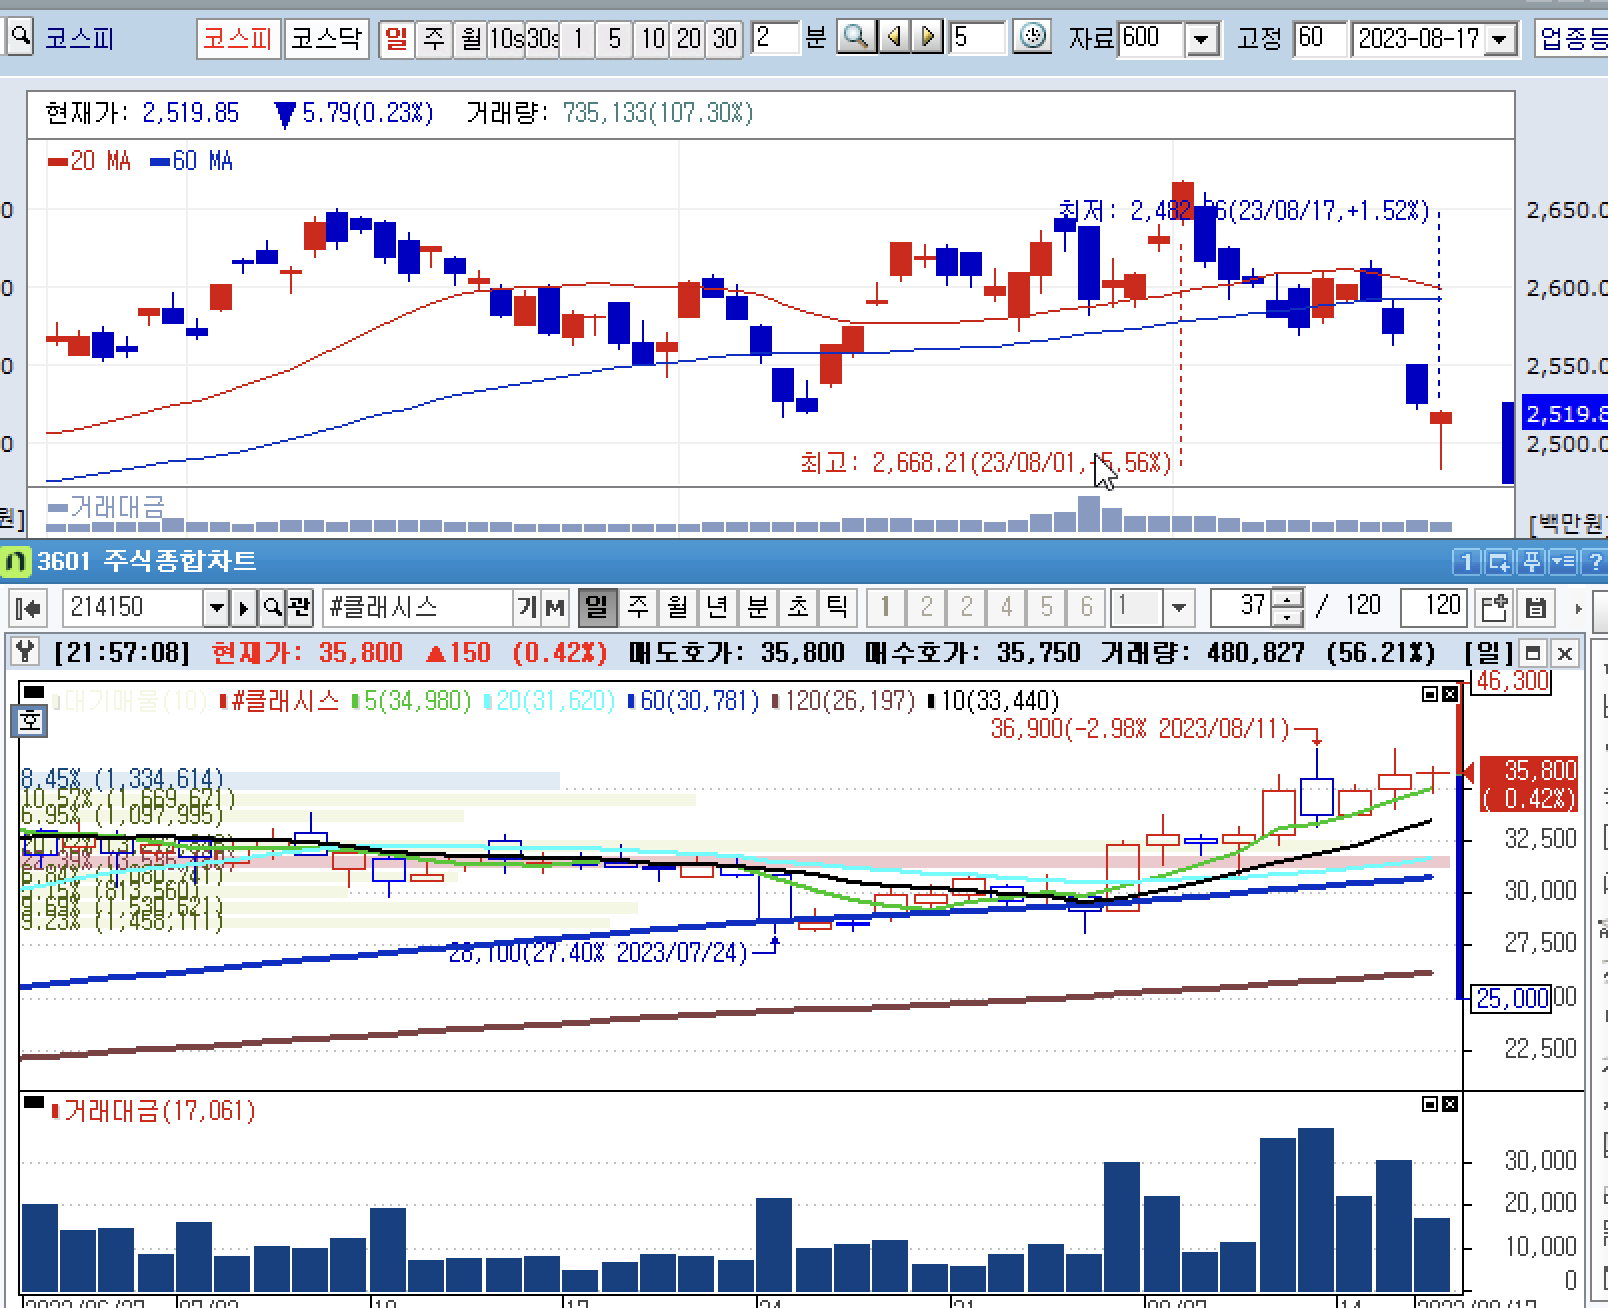 코스피 코스피 코스닥 일 주 월 10s 30s 1 5 10 20 30 2 분 5 자료 600 고정 60 2023-08-17 업종등
현재가: 2,519.85 ▼5.79(0.23%) 거래량: 735,133(107.30%)
20 MA 60 MA
최저: 2,482.06(23/08/17,+1.52%)
2,650.0
2,600.0
2,550.0
2,519.8
2,500.0
최고: 2,668.21(23/08/01,-5.56%)
거래대금
[백만원]
3601 주식종합차트
214150 관 #클래시스 기 M 일 주 월 년 분 초 틱 1 2 2 4 5 6 1 37 / 120 120
[21:57:08] 현재가: 35,800 ▲150 (0.42%) 매도호가: 35,800 매수호가: 35,750 거래량: 480,827 (56.21%) [일]
대기매물(10) #클래시스 5(34,980) 20(31,620) 60(30,781) 120(26,197) 10(33,440)
46,300
호
36,900(-2.98% 2023/08/11)
8.45% (1,334,614)
10.57% (1,669,671)
6.95% (1,097,995)
9.23% (1,458,111)
35,800
( 0.42%)
32,500
30,000
27,500
28,100(27.40% 2023/07/24)
25,000
22,500
거래대금(17,061)
30,000
20,000
10,000
0